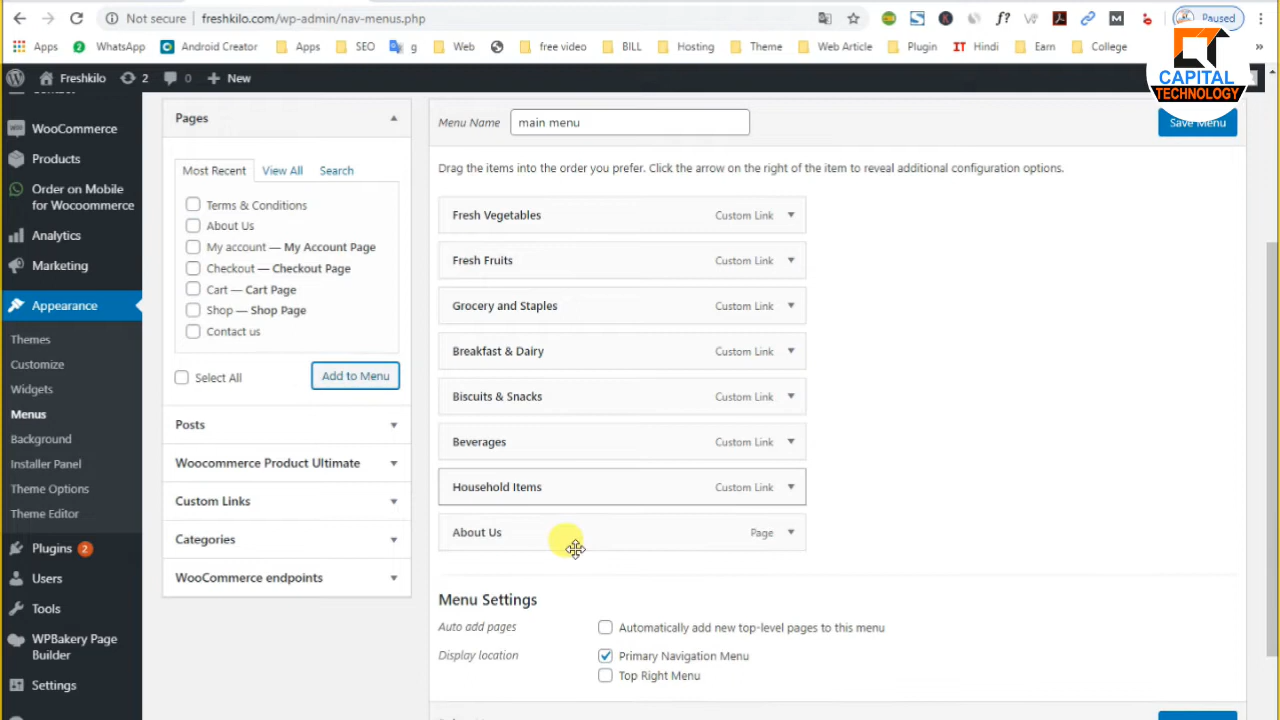 Not secure | freshkilo.com/wp-admin/nav-menus.php
Paused
Apps WhatsApp Android Creator Apps SEO g Web free video BILL Hosting Theme Web Article Plugin IT Hindi Earn College »
CAPITAL
TECHNOLOGY
Freshkilo 2 0 New
WooCommerce
Products
Order on Mobile
for Wocoommerce
Analytics
Marketing
Appearance
Themes
Customize
Widgets
Menus
Background
Installer Panel
Theme Options
Theme Editor
Plugins 2
Users
Tools
WPBakery Page
Builder
Settings
Pages
Most Recent View All Search
Terms & Conditions
About Us
My account — My Account Page
Checkout — Checkout Page
Cart — Cart Page
Shop — Shop Page
Contact us
Select All Add to Menu
Posts
Woocommerce Product Ultimate
Custom Links
Categories
WooCommerce endpoints
Menu Name main menu Save Menu
Drag the items into the order you prefer. Click the arrow on the right of the item to reveal additional configuration options.
Fresh Vegetables Custom Link
Fresh Fruits Custom Link
Grocery and Staples Custom Link
Breakfast & Dairy Custom Link
Biscuits & Snacks Custom Link
Beverages Custom Link
Household Items Custom Link
About Us Page
Menu Settings
Auto add pages Automatically add new top-level pages to this menu
Display location Primary Navigation Menu
Top Right Menu